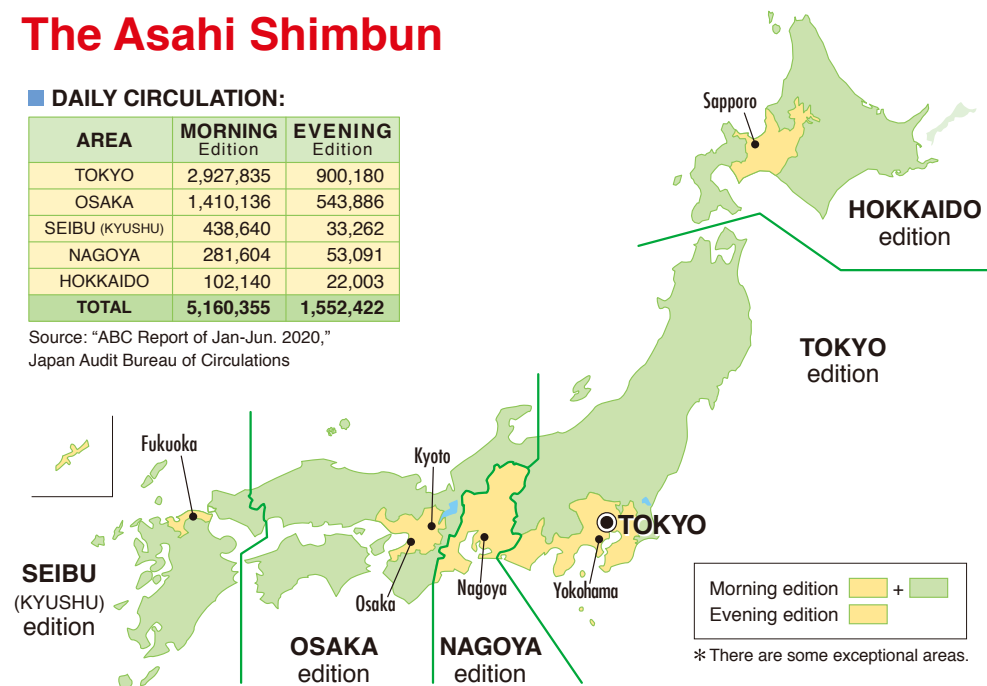 The Asahi Shimbun
DAILY CIRCULATION:
AREA MORNING Edition EVENING Edition
TOKYO 2,927,835 900,180
OSAKA 1,410,136 543,886
SEIBU (KYUSHU) 438,640 33,262
NAGOYA 281,604 53,091
HOKKAIDO 102,140 22,003
TOTAL 5,160,355 1,552,422
Source: “ABC Report of Jan-Jun. 2020,”
Japan Audit Bureau of Circulations
Sapporo
HOKKAIDO
edition
TOKYO
edition
Fukuoka
Kyoto
TOKYO
SEIBU
(KYUSHU)
edition
Osaka
Nagoya
Yokohama
OSAKA
edition
NAGOYA
edition
Morning edition +
Evening edition
＊There are some exceptional areas.